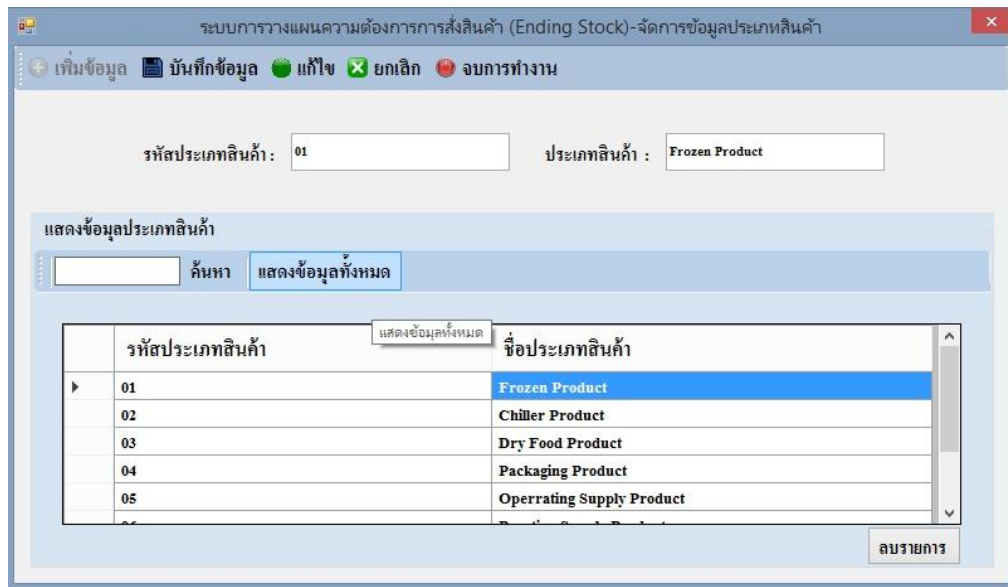 ระบบการวางแผนความต้องการการสั่งสินค้า (Ending Stock)-จัดการข้อมูลประเภทสินค้า
เพิ่มข้อมูล บันทึกข้อมูล แก้ไข ยกเลิก จบการทำงาน
รหัสประเภทสินค้า : 01 ประเภทสินค้า : Frozen Product
แสดงข้อมูลประเภทสินค้า
ค้นหา แสดงข้อมูลทั้งหมด
แสดงข้อมูลทั้งหมด
รหัสประเภทสินค้า ชื่อประเภทสินค้า
01 Frozen Product
02 Chiller Product
03 Dry Food Product
04 Packaging Product
05 Operrating Supply Product
ลบรายการ